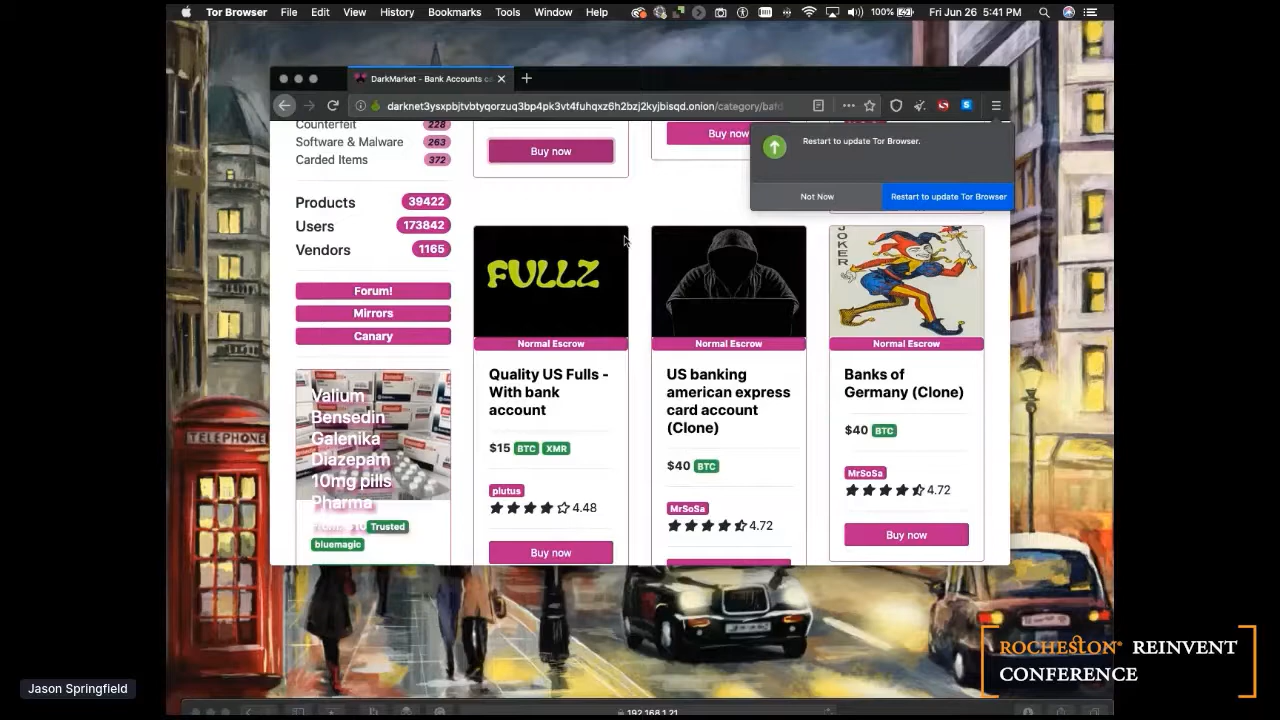 Tor Browser File Edit View History Bookmarks Tools Window Help 100% Fri Jun 26 5:41 PM
DarkMarket - Bank Accounts
darknet3ysxpbjtvbtyqorzuq3bp4pk3vt4fuhqxz6h2bzj2kyjbisqd.onion/category/bafd
Restart to update Tor Browser.
Not Now Restart to update Tor Browser
Counterfeit 228
Software & Malware 263
Carded Items 372
Products 39422
Users 173842
Vendors 1165
Forum!
Mirrors
Canary
Valium
Bensedin
Galenika
Diazepam
10mg pills
Pharma
Trusted
bluemagic
Buy now
Buy now
FULLZ
Normal Escrow
Quality US Fulls -
With bank
account
$15 BTC XMR
plutus
4.48
Buy now
Normal Escrow
US banking
american express
card account
(Clone)
$40 BTC
MrSoSa
4.72
JOKER
Normal Escrow
Banks of
Germany (Clone)
$40 BTC
MrSoSa
4.72
Buy now
TELEPHONE
192.168.1.21
Jason Springfield
ROCHESTON® REINVENT
CONFERENCE